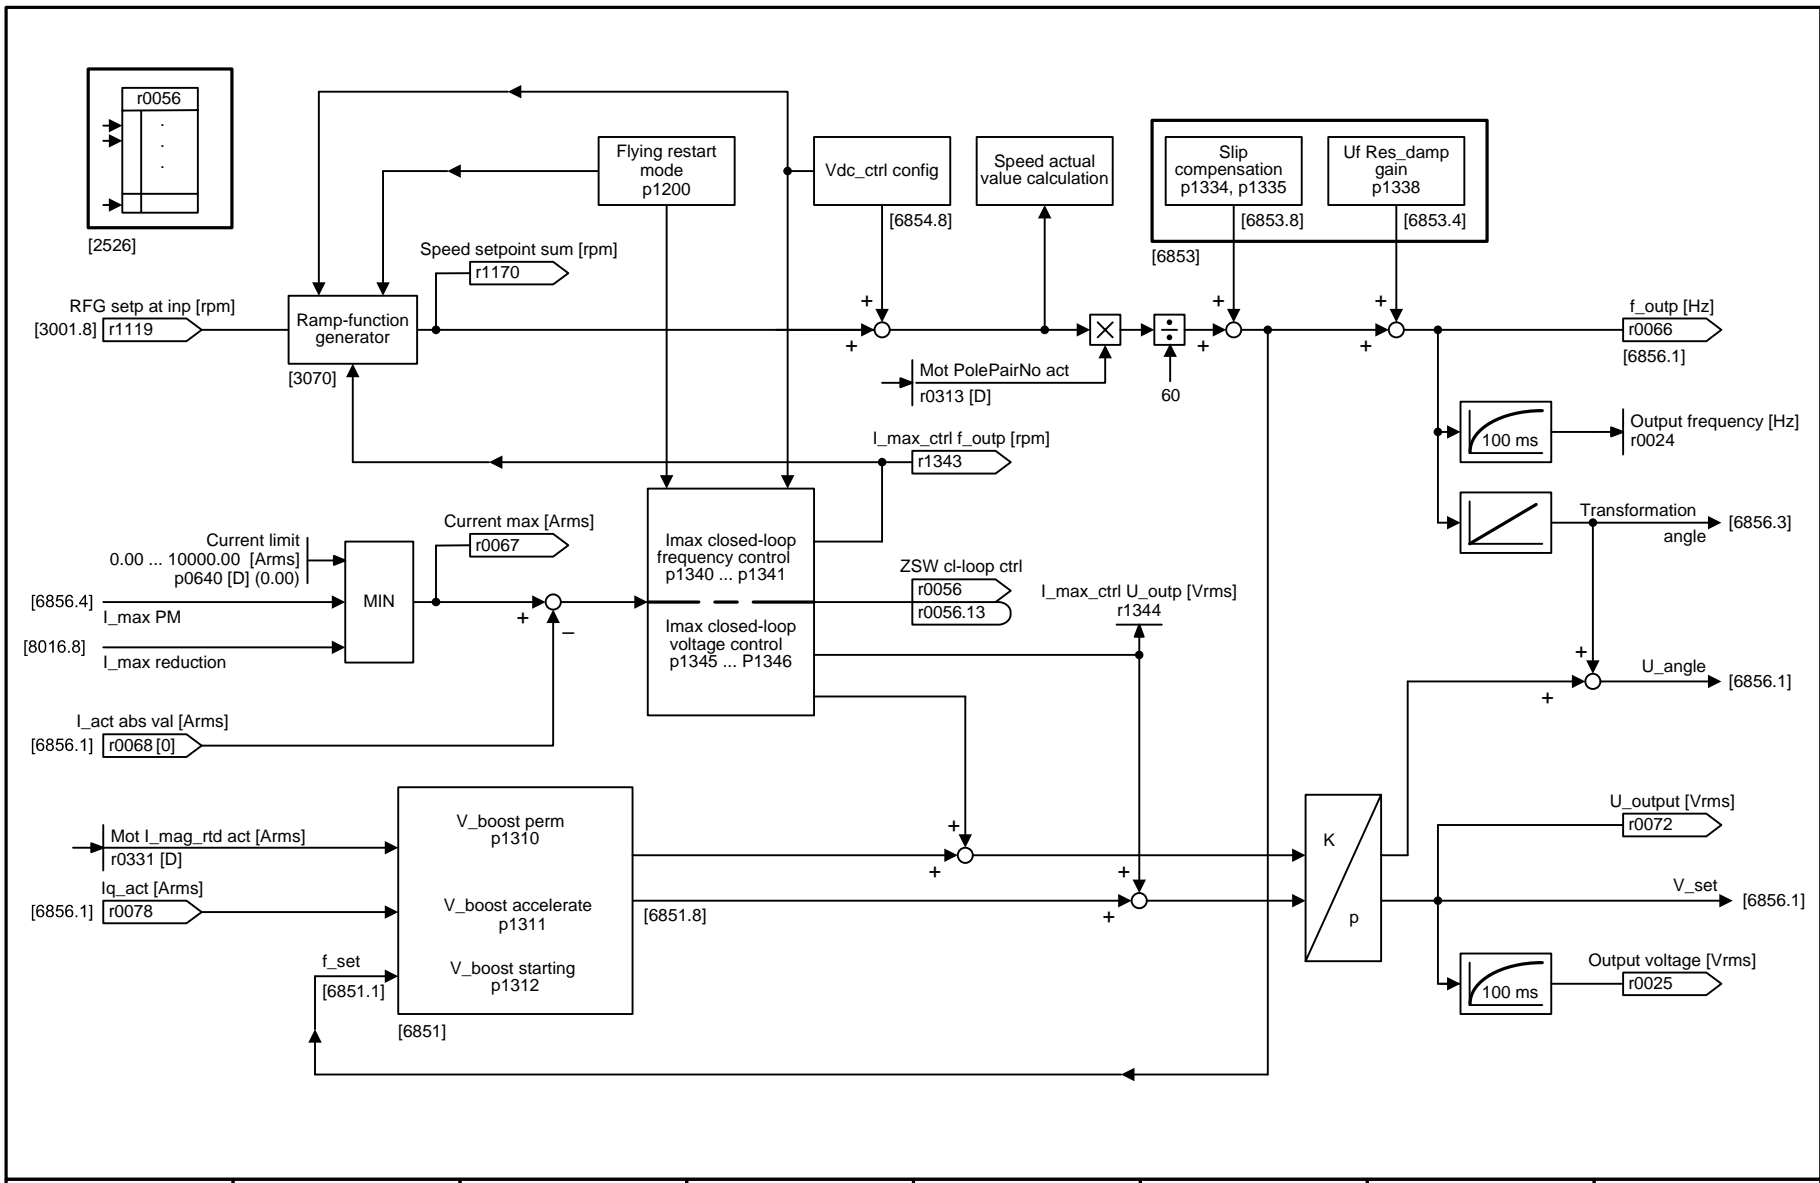 r0056
[2526]
Flying restart
mode
p1200
Vdc_ctrl config
[6854.8]
Speed actual
value calculation
Slip
compensation
p1334, p1335
[6853.8]
Uf Res_damp
gain
p1338
[6853.4]
[6853]
Speed setpoint sum [rpm]
r1170
RFG setp at inp [rpm]
[3001.8]
r1119
Ramp-function
generator
[3070]
+
+
Mot PolePairNo act
r0313 [D]
×
÷
60
+
+
+
+
f_outp [Hz]
r0066
[6856.1]
100 ms
Output frequency [Hz]
r0024
I_max_ctrl f_outp [rpm]
r1343
Transformation
angle
[6856.3]
Current limit
0.00 ... 10000.00 [Arms]
p0640 [D] (0.00)
[6856.4]
I_max PM
[8016.8]
I_max reduction
MIN
Current max [Arms]
r0067
+
–
Imax closed-loop
frequency control
p1340 ... p1341
Imax closed-loop
voltage control
p1345 ... P1346
ZSW cl-loop ctrl
r0056
r0056.13
I_max_ctrl U_outp [Vrms]
r1344
+
+
U_angle
[6856.1]
I_act abs val [Arms]
[6856.1]
r0068 [0]
Mot I_mag_rtd act [Arms]
r0331 [D]
Iq_act [Arms]
[6856.1]
r0078
f_set
[6851.1]
V_boost perm
p1310
V_boost accelerate
p1311
V_boost starting
p1312
[6851]
[6851.8]
+
+
+
+
K
p
U_output [Vrms]
r0072
V_set
[6856.1]
100 ms
Output voltage [Vrms]
r0025